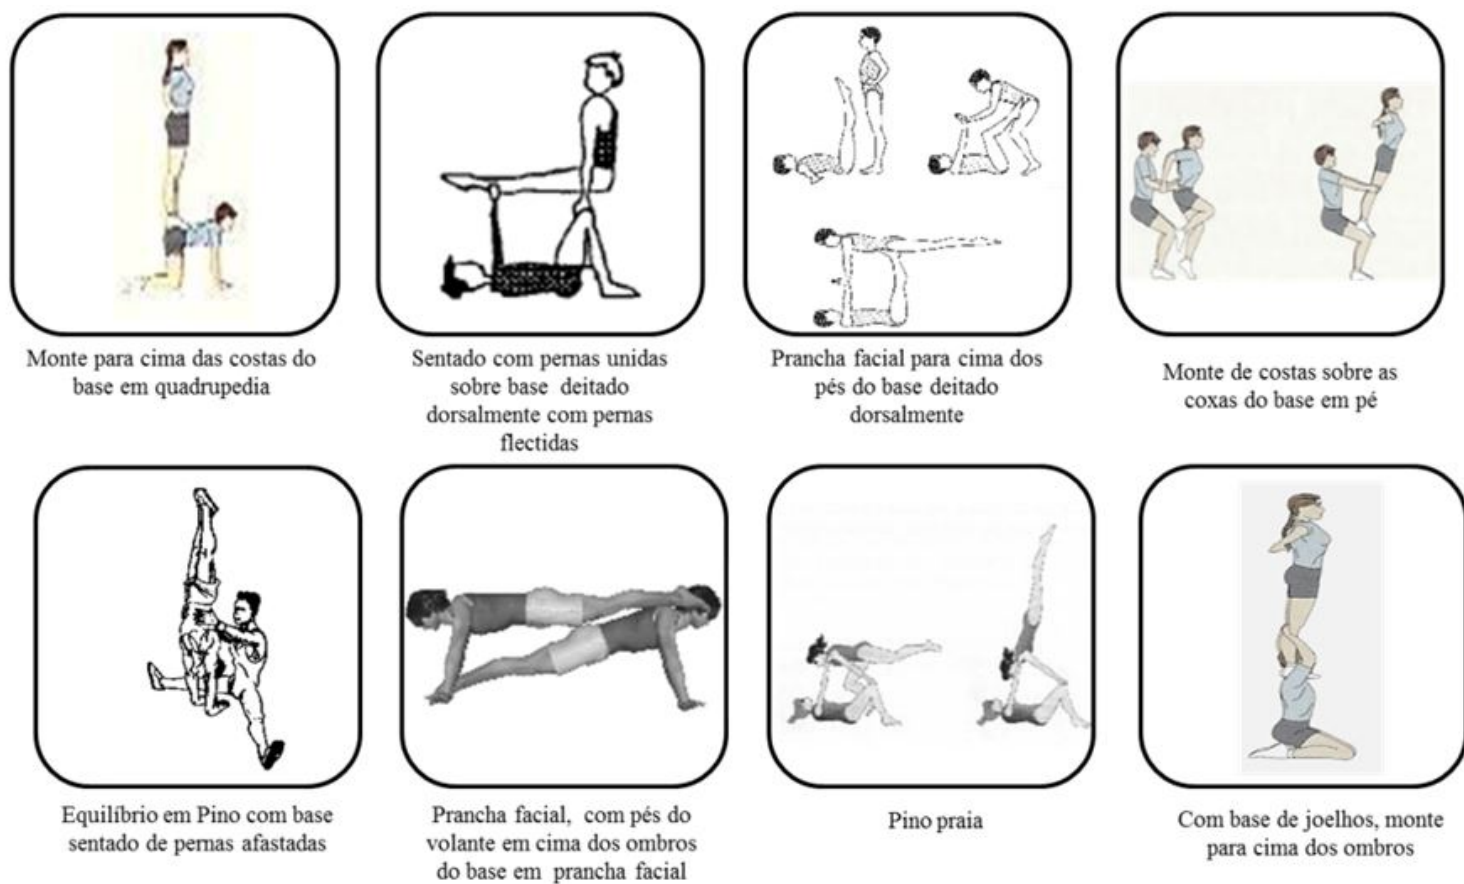 Monte para cima das costas do
base em quadrupedia
Sentado com pernas unidas
sobre base deitado
dorsalmente com pernas
flectidas
Prancha facial para cima dos
pés do base deitado
dorsalmente
Monte de costas sobre as
coxas do base em pé
Equilíbrio em Pino com base
sentado de pernas afastadas
Prancha facial, com pés do
volante em cima dos ombros
do base em prancha facial
Pino praia
Com base de joelhos, monte
para cima dos ombros